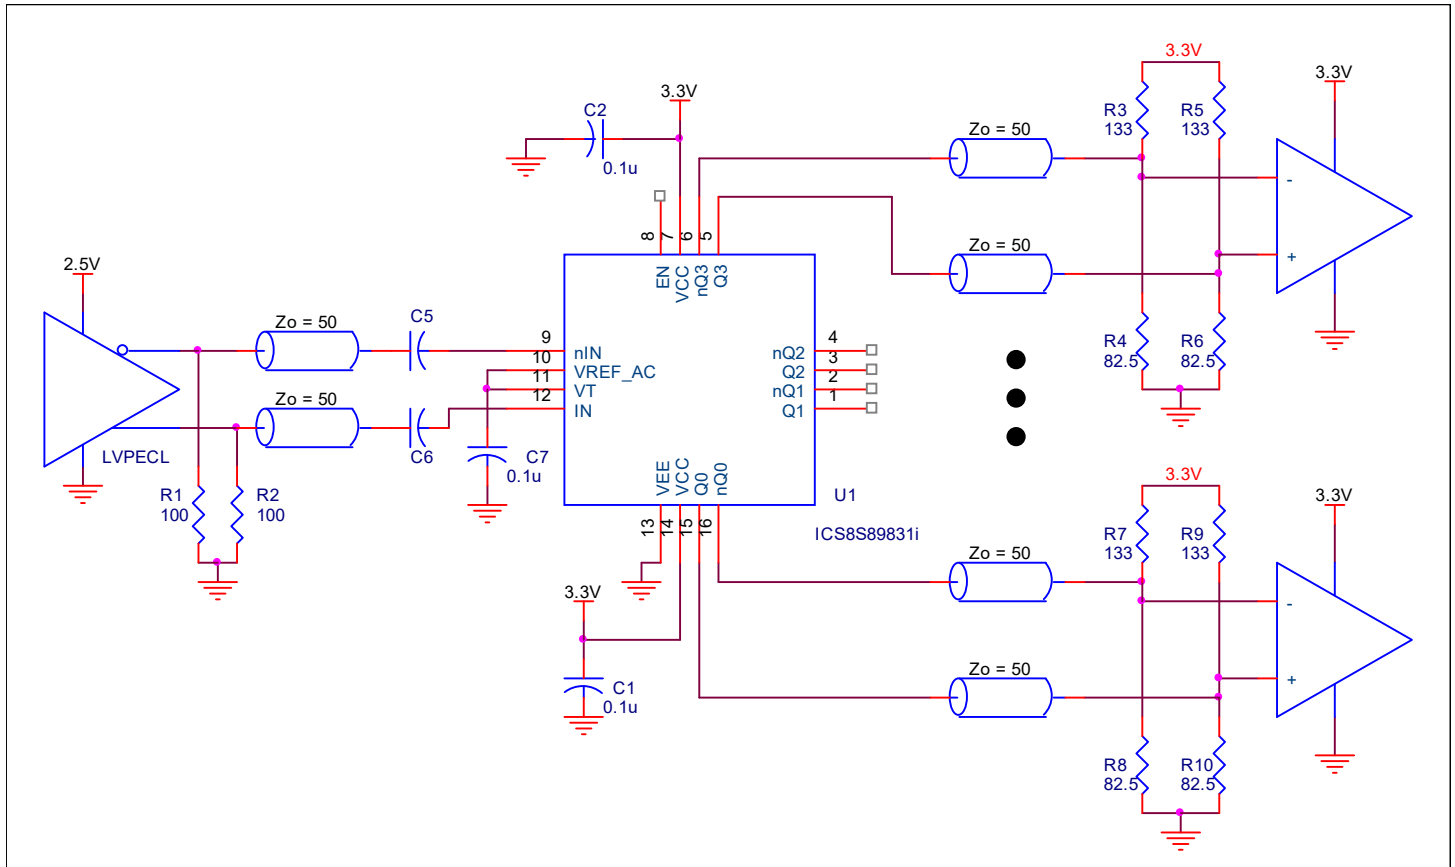 3.3V
3.3V
3.3V
C2
0.1u
R3
133
R5
133
Zo = 50
-
8
7
6
5
EN
VCC
nQ3
Q3
Zo = 50
+
2.5V
Zo = 50
C5
9
nIN
10
VREF_AC
11
VT
12
IN
nQ2
4
Q2
3
nQ1
2
Q1
1
R4
82.5
R6
82.5
Zo = 50
C6
LVPECL
C7
0.1u
R1
100
R2
100
VEE
VCC
Q0
nQ0
13
14
15
16
U1
ICS8S89831i
3.3V
3.3V
R7
133
R9
133
Zo = 50
-
3.3V
C1
0.1u
Zo = 50
+
R8
82.5
R10
82.5